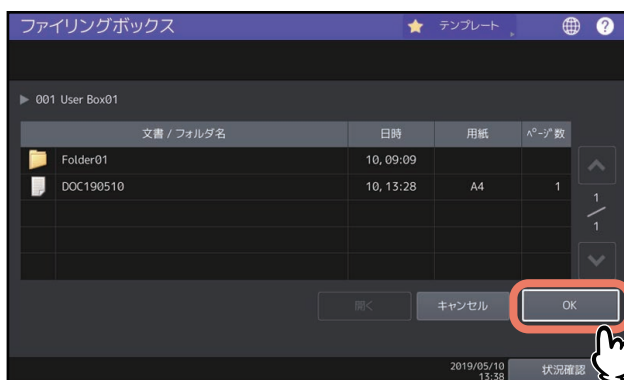 ファイリングボックス テンプレート ?
001 User Box01
文書 / フォルダ名 日時 用紙 ページ数
Folder01 10, 09:09
DOC190510 10, 13:28 A4 1
1
1
開く キャンセル OK
2019/05/10 状況確認
13:38